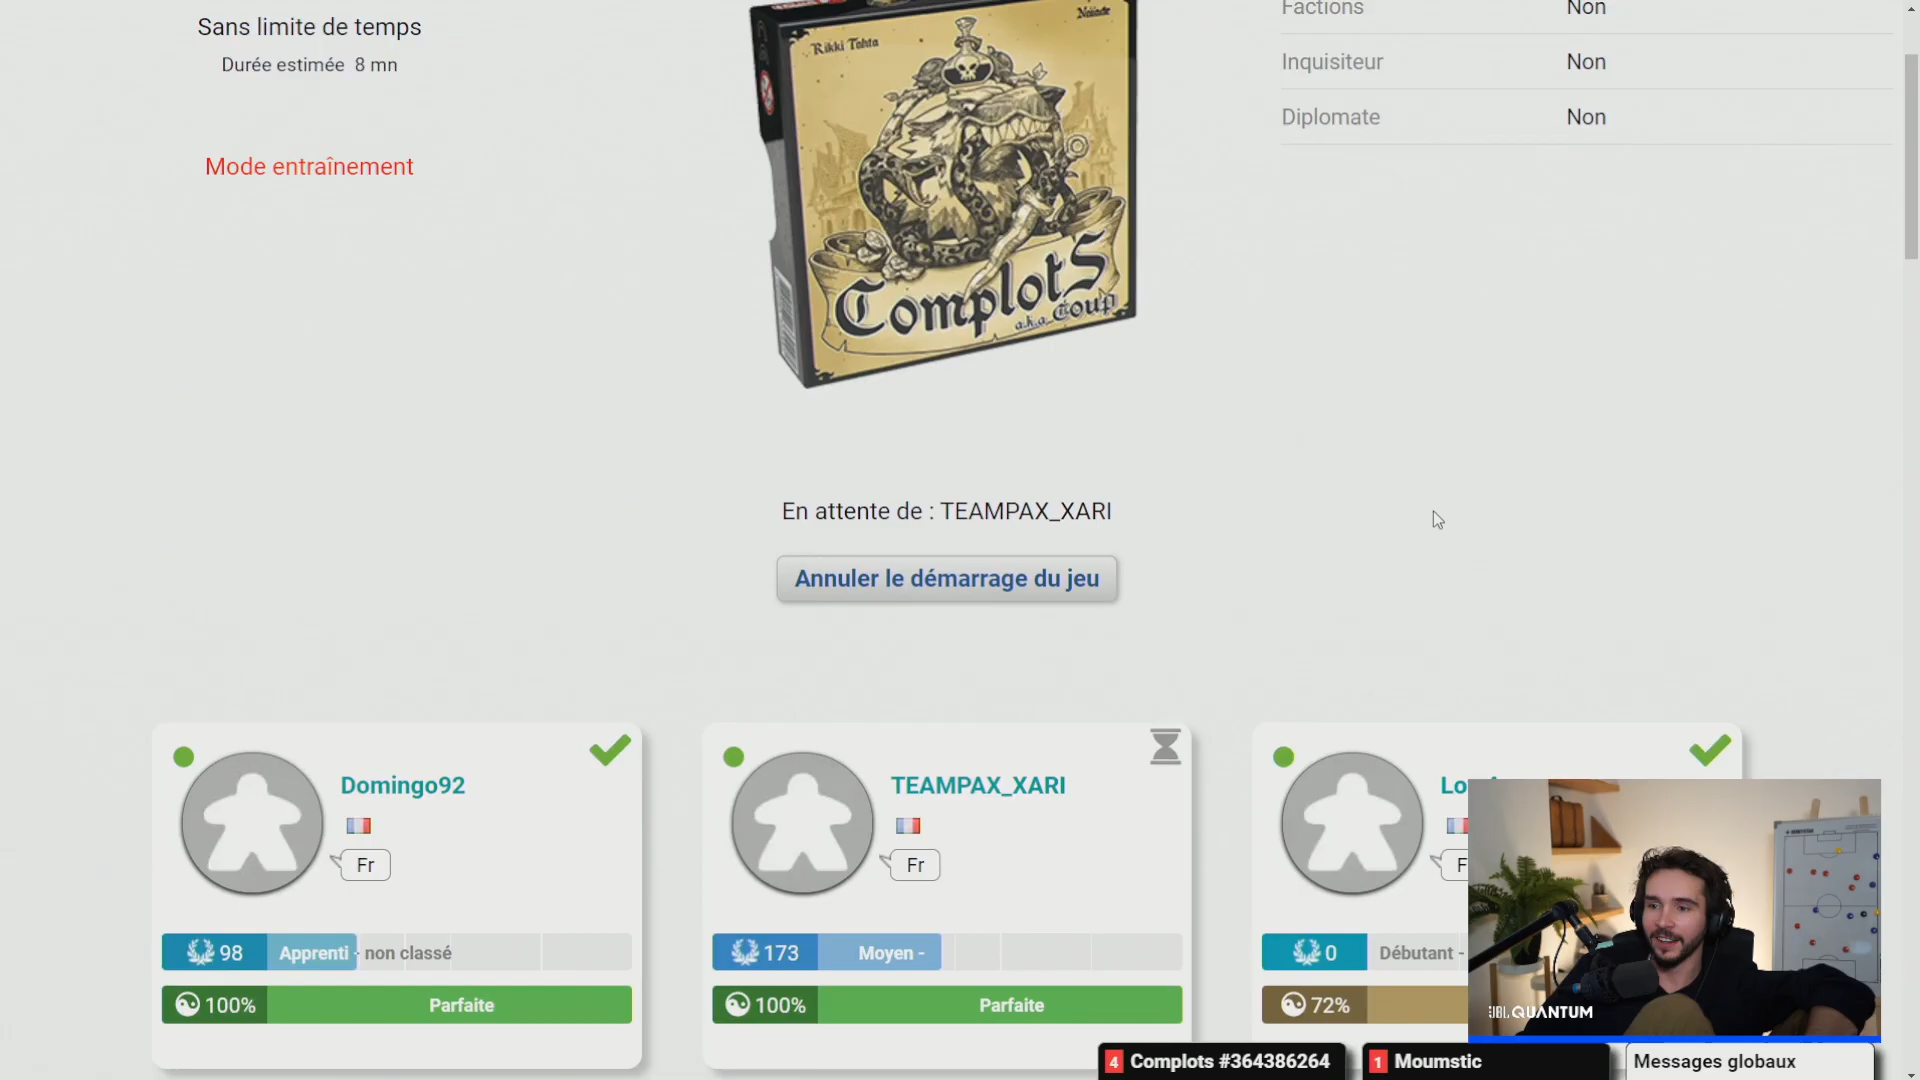 Sans limite de temps
Durée estimée 8 mn
Mode entraînement
Rikki Tahta
Complots
a.k.a Coup
Factions Non
Inquisiteur Non
Diplomate Non
En attente de : TEAMPAX_XARI
Annuler le démarrage du jeu
Domingo92
Fr
98 Apprenti - non classé
100% Parfaite
TEAMPAX_XARI
Fr
173 Moyen -
100% Parfaite
Lo
F
0 Débutant -
72%
JBL QUANTUM
4 Complots #364386264
1 Moumstic
Messages globaux